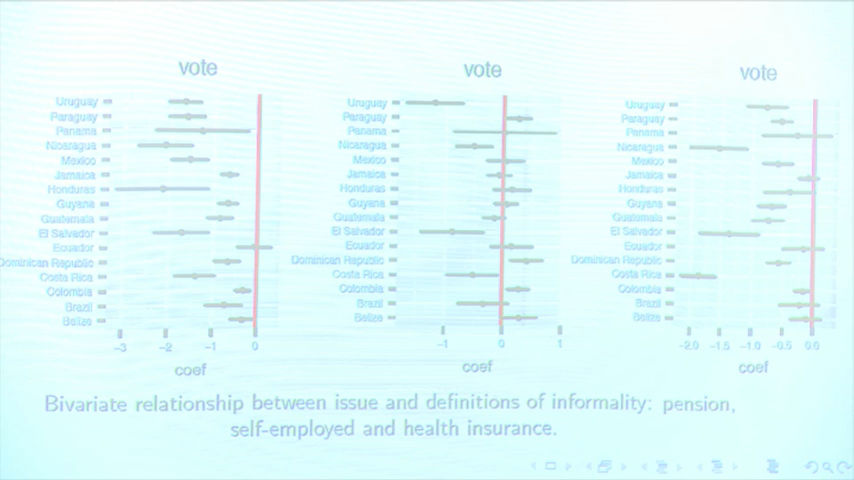 vote
Uruguay
Paraguay
Panama
Nicaragua
Mexico
Jamaica
Honduras
Guyana
Guatemala
El Salvador
Ecuador
Dominican Republic
Costa Rica
Colombia
Brazil
Belize
-3 -2 -1 0
coef
vote
Uruguay
Paraguay
Panama
Nicaragua
Mexico
Jamaica
Honduras
Guyana
Guatemala
El Salvador
Ecuador
Dominican Republic
Costa Rica
Colombia
Brazil
Belize
-1 0 1
coef
vote
Uruguay
Paraguay
Panama
Nicaragua
Mexico
Jamaica
Honduras
Guyana
Guatemala
El Salvador
Ecuador
Dominican Republic
Costa Rica
Colombia
Brazil
Belize
-2.0 -1.5 -1.0 -0.5 0.0
coef
Bivariate relationship between issue and definitions of informality: pension,
self-employed and health insurance.